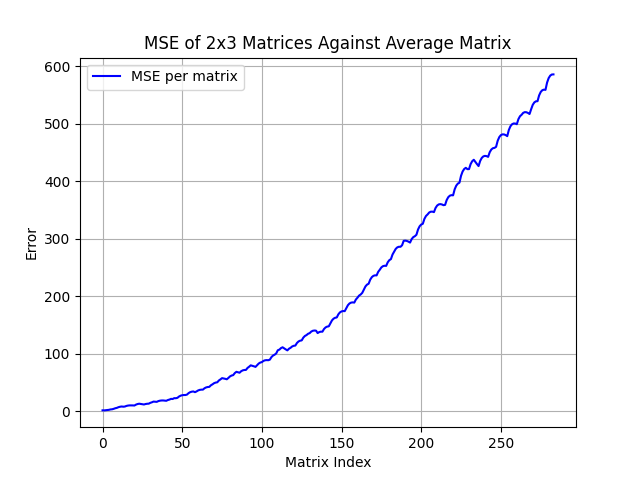 MSE of 2x3 Matrices Against Average Matrix
MSE per matrix
600
500
400
300
200
100
0
Error
0 50 100 150 200 250
Matrix Index